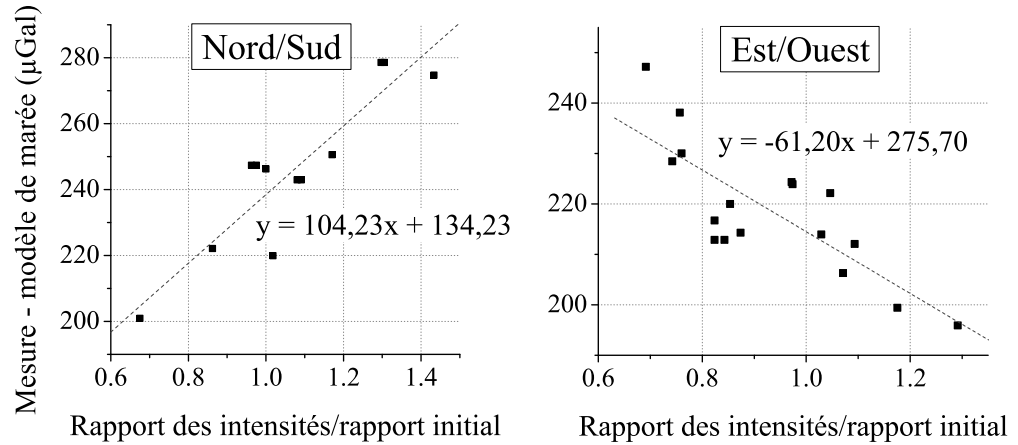 Nord/Sud
Est/Ouest
Mesure - modèle de marée (µGal)
280
260
240
220
200
y = 104,23x + 134,23
0.6 0.8 1.0 1.2 1.4
Rapport des intensités/rapport initial
240
220
200
y = -61,20x + 275,70
0.6 0.8 1.0 1.2
Rapport des intensités/rapport initial